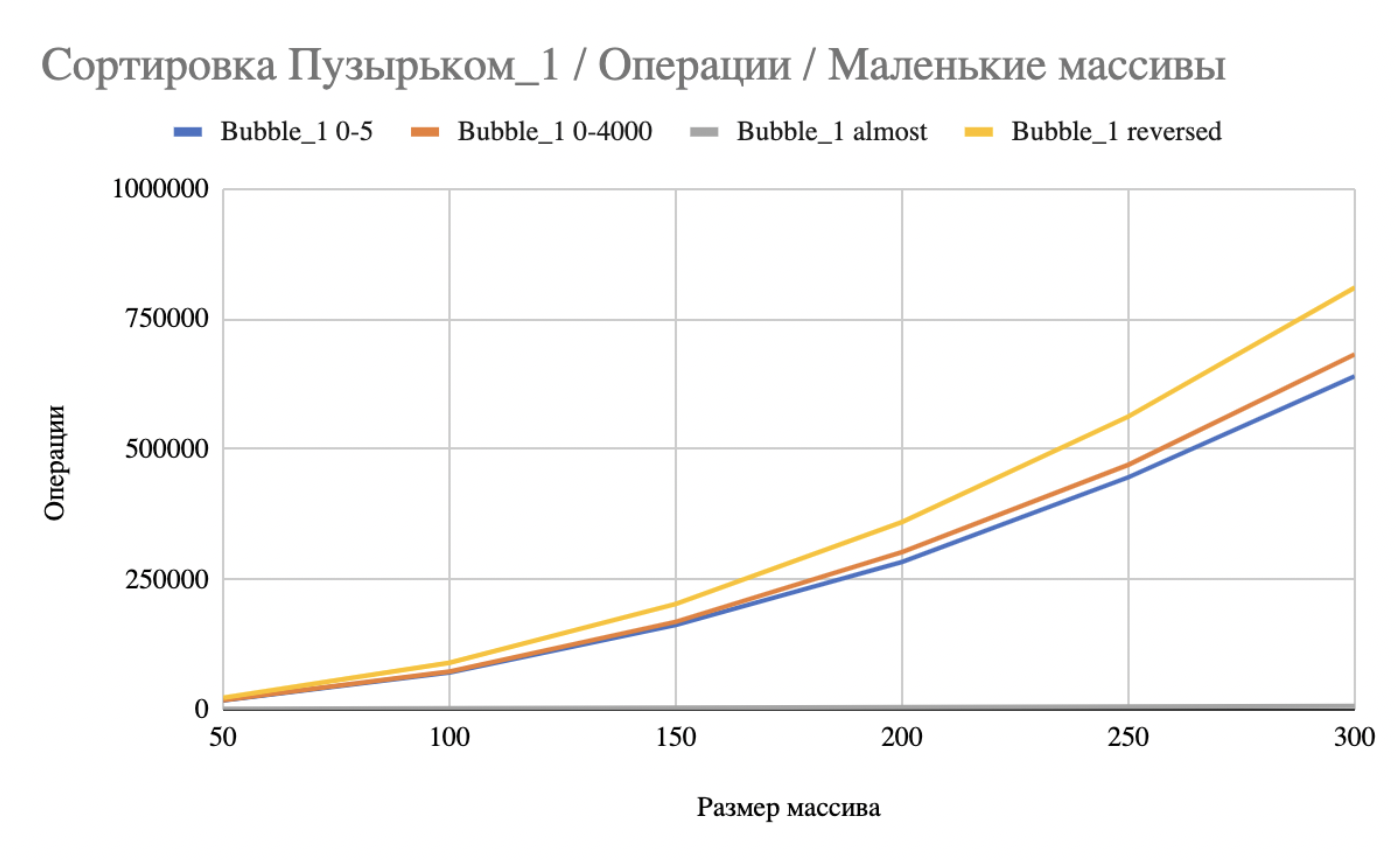 Сортировка Пузырьком_1 / Операции / Маленькие массивы
Bubble_1 0-5 Bubble_1 0-4000 Bubble_1 almost Bubble_1 reversed
1000000
750000
500000
250000
0
Операции
50 100 150 200 250 300
Размер массива